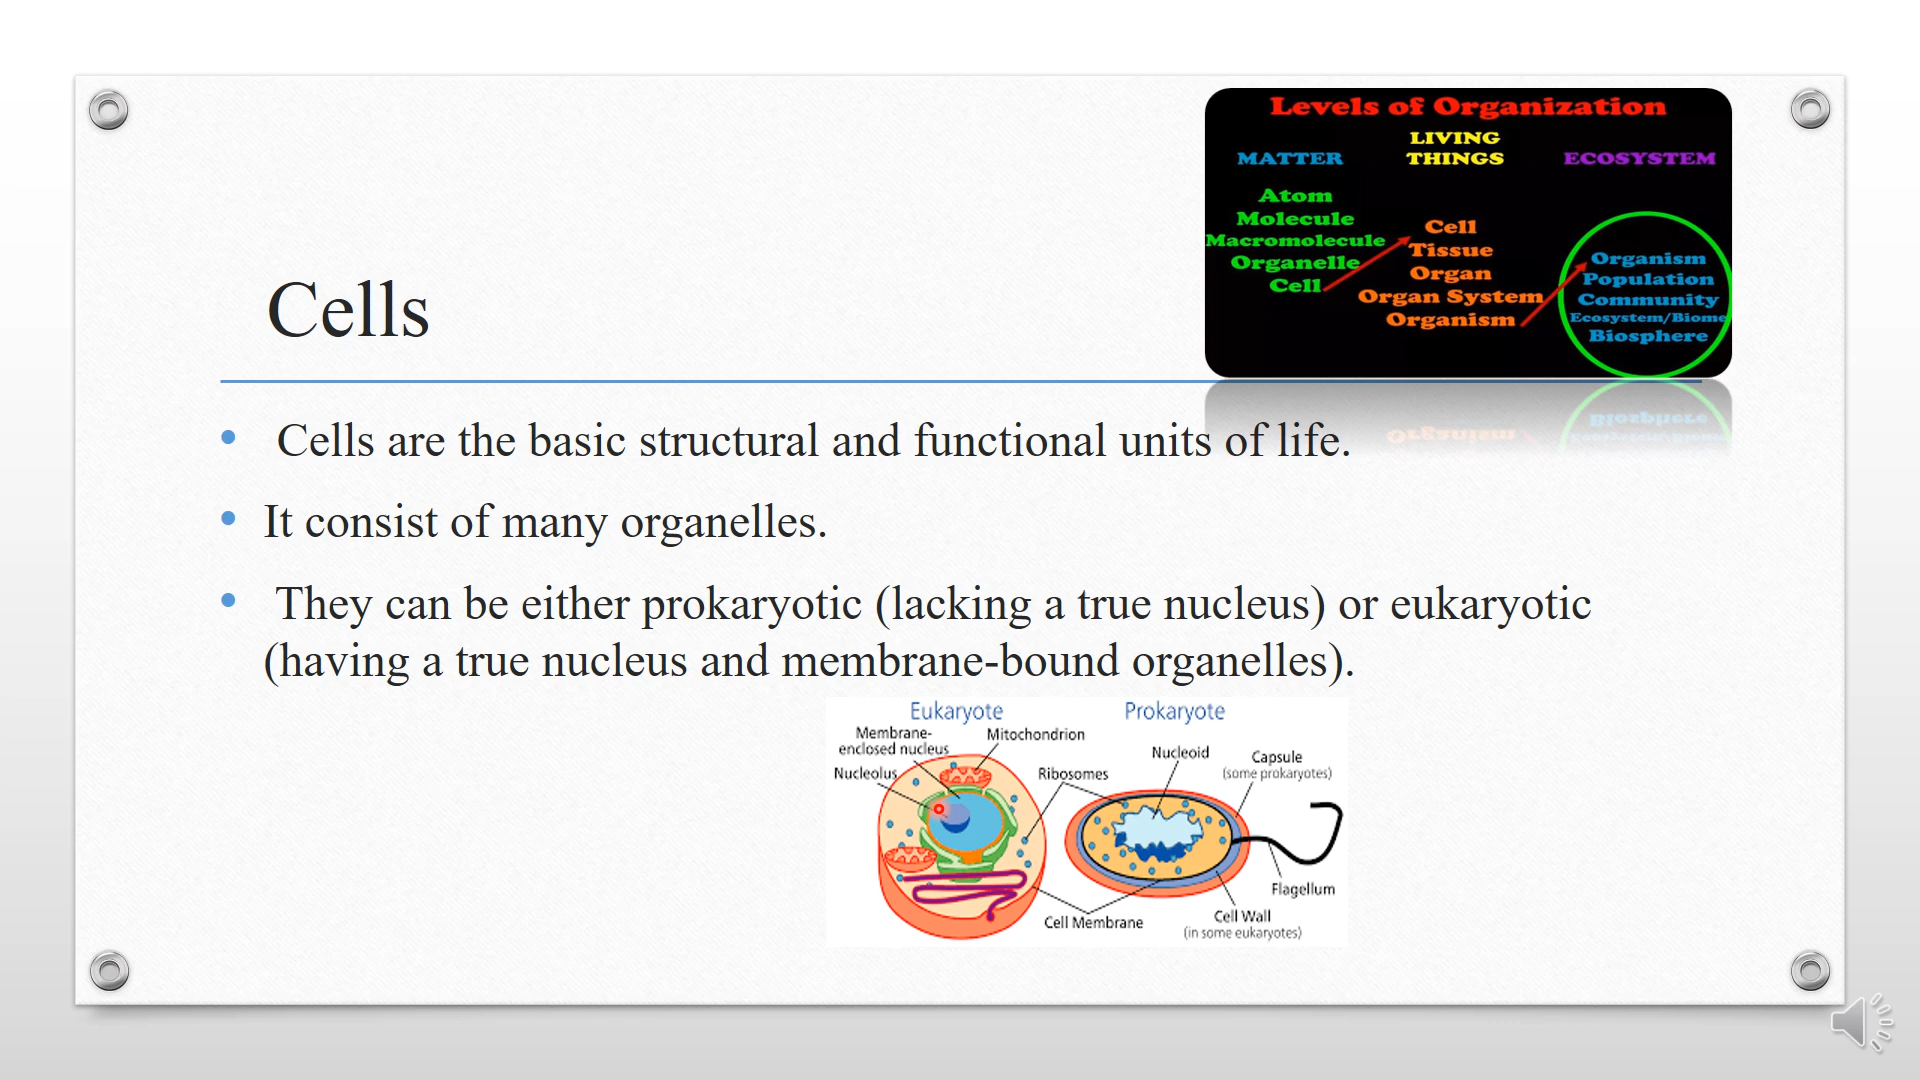 Levels of Organization
MATTER
Atom
Molecule
Macromolecule
Organelle
Cell
LIVING
THINGS
Cell
Tissue
Organ
Organ System
Organism
ECOSYSTEM
Organism
Population
Community
Ecosystem/Biome
Biosphere
Cells
• Cells are the basic structural and functional units of life.
• It consist of many organelles.
• They can be either prokaryotic (lacking a true nucleus) or eukaryotic
(having a true nucleus and membrane-bound organelles).
Eukaryote
Prokaryote
Membrane-
enclosed nucleus
Mitochondrion
Nucleolus
Ribosomes
Nucleoid
Capsule
(some prokaryotes)
Cell Membrane
Flagellum
Cell Wall
(in some eukaryotes)